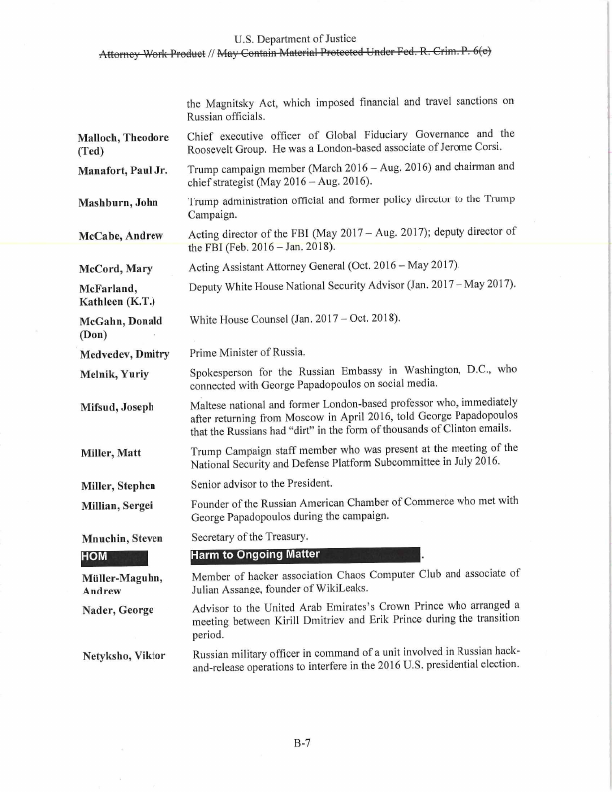 U.S. Department of Justice
Attorney Work Product // May Contain Material Protected Under Fed. R. Crim. P. 6(e)
the Magnitsky Act, which imposed financial and travel sanctions on
Russian officials.
Malloch, Theodore Chief executive officer of Global Fiduciary Governance and the
(Ted) Roosevelt Group. He was a London-based associate of Jerome Corsi.
Manafort, Paul Jr. Trump campaign member (March 2016 – Aug. 2016) and chairman and
chief strategist (May 2016 – Aug. 2016).
Mashburn, John Trump administration official and former policy director to the Trump
Campaign.
McCabe, Andrew Acting director of the FBI (May 2017 – Aug. 2017); deputy director of
the FBI (Feb. 2016 – Jan. 2018).
McCord, Mary Acting Assistant Attorney General (Oct. 2016 – May 2017)
McFarland, Deputy White House National Security Advisor (Jan. 2017 – May 2017).
Kathleen (K.T.)
McGahn, Donald White House Counsel (Jan. 2017 – Oct. 2018).
(Don)
Medvedev, Dmitry Prime Minister of Russia.
Melnik, Yuriy Spokesperson for the Russian Embassy in Washington, D.C., who
connected with George Papadopoulos on social media.
Mifsud, Joseph Maltese national and former London-based professor who, immediately
after returning from Moscow in April 2016, told George Papadopoulos
that the Russians had “dirt” in the form of thousands of Clinton emails.
Miller, Matt Trump Campaign staff member who was present at the meeting of the
National Security and Defense Platform Subcommittee in July 2016.
Miller, Stephen Senior advisor to the President.
Millian, Sergei Founder of the Russian American Chamber of Commerce who met with
George Papadopoulos during the campaign.
Mnuchin, Steven Secretary of the Treasury.
HOM Harm to Ongoing Matter .
Müller-Maguhn, Member of hacker association Chaos Computer Club and associate of
Andrew Julian Assange, founder of WikiLeaks.
Nader, George Advisor to the United Arab Emirates’s Crown Prince who arranged a
meeting between Kirill Dmitriev and Erik Prince during the transition
period.
Netyksho, Viktor Russian military officer in command of a unit involved in Russian hack-
and-release operations to interfere in the 2016 U.S. presidential election.
B-7